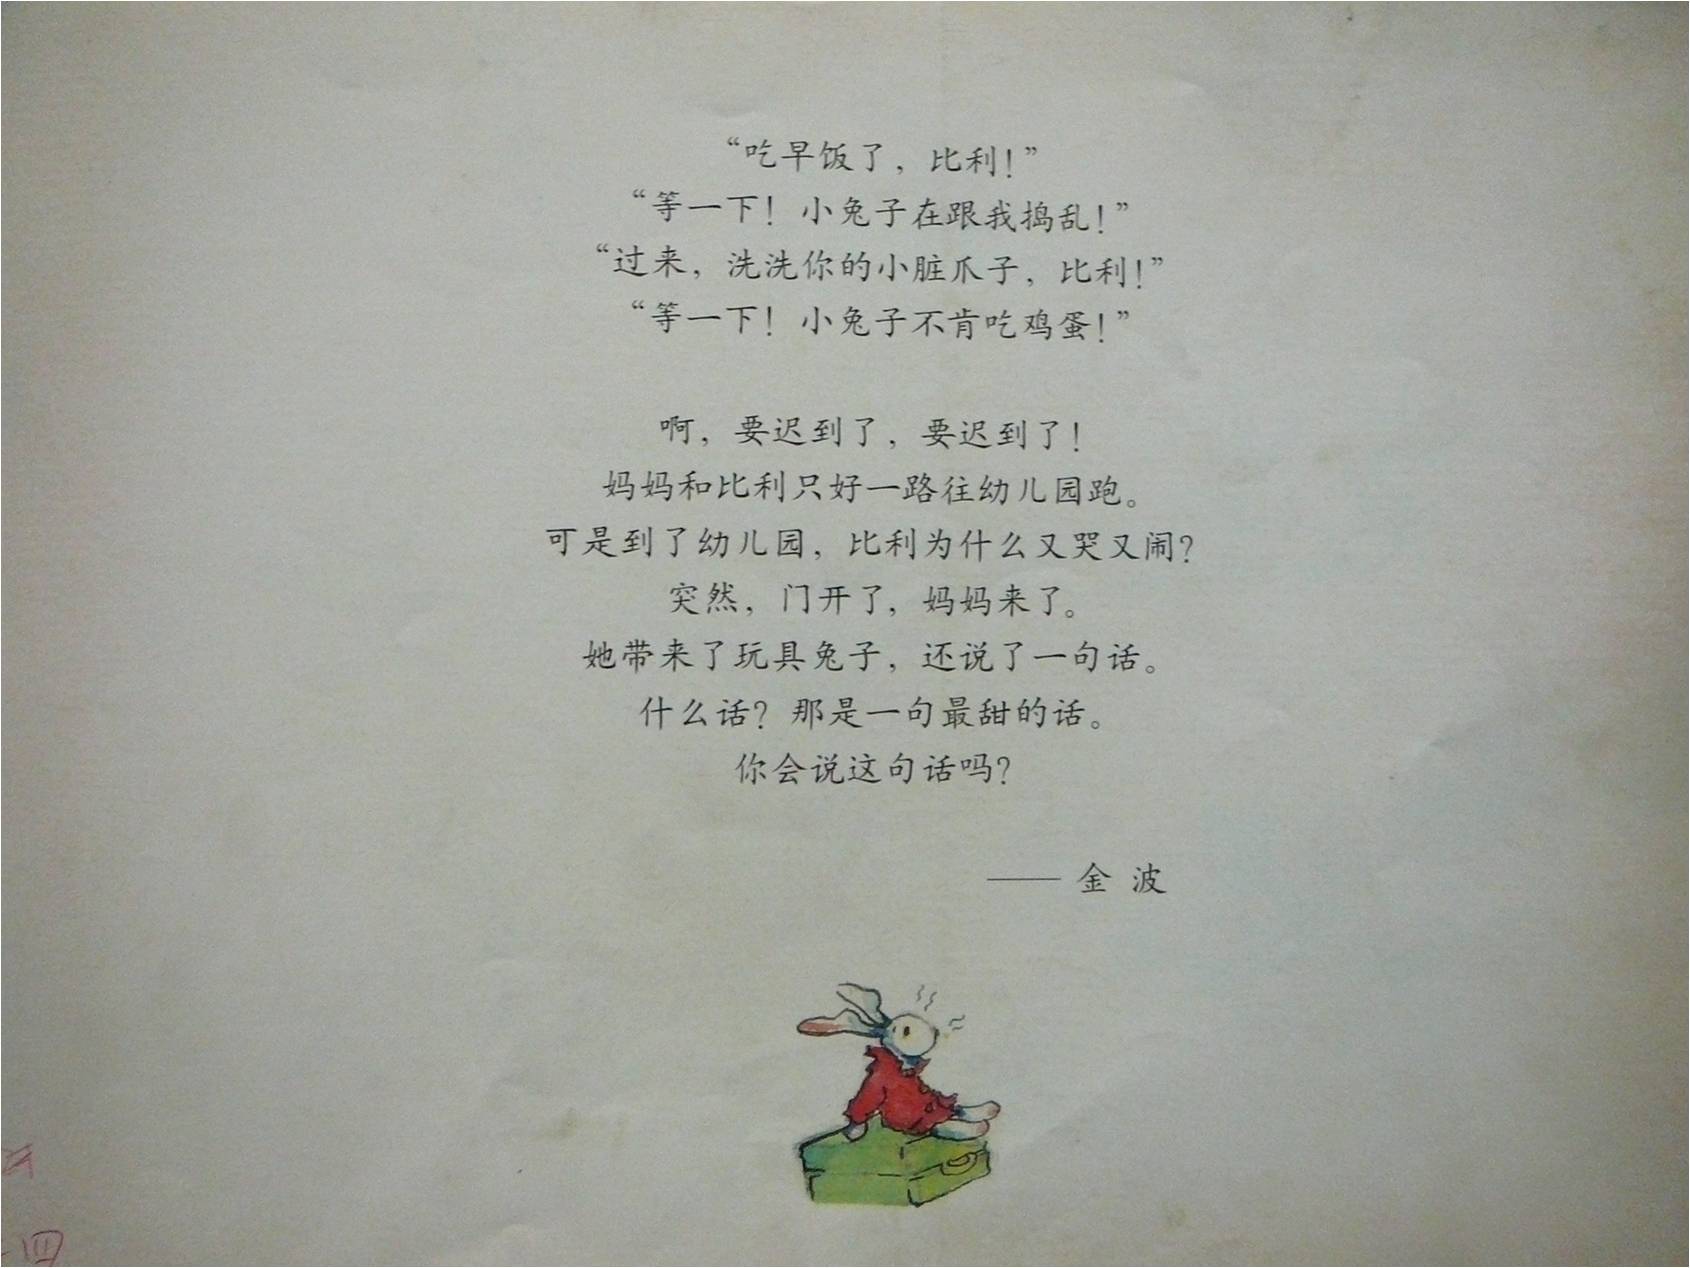 “吃早饭了，比利！”
“等一下！小兔子在跟我捣乱！”
“过来，洗洗你的小脏爪子，比利！”
“等一下！小兔子不肯吃鸡蛋！”
啊，要迟到了，要迟到了！
妈妈和比利只好一路往幼儿园跑。
可是到了幼儿园，比利为什么又哭又闹？
突然，门开了，妈妈来了。
她带来了玩具兔子，还说了一句话。
什么话？那是一句最甜的话。
你会说这句话吗？
—— 金 波
四